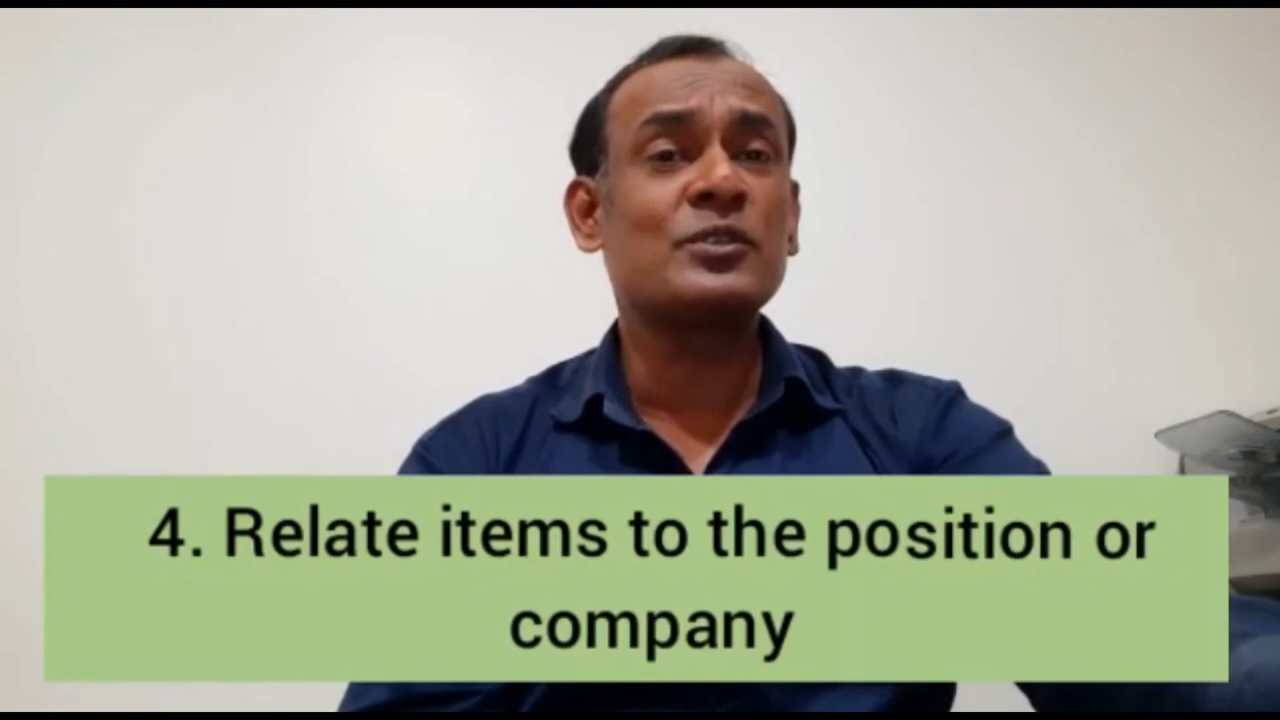 4. Relate items to the position or
company